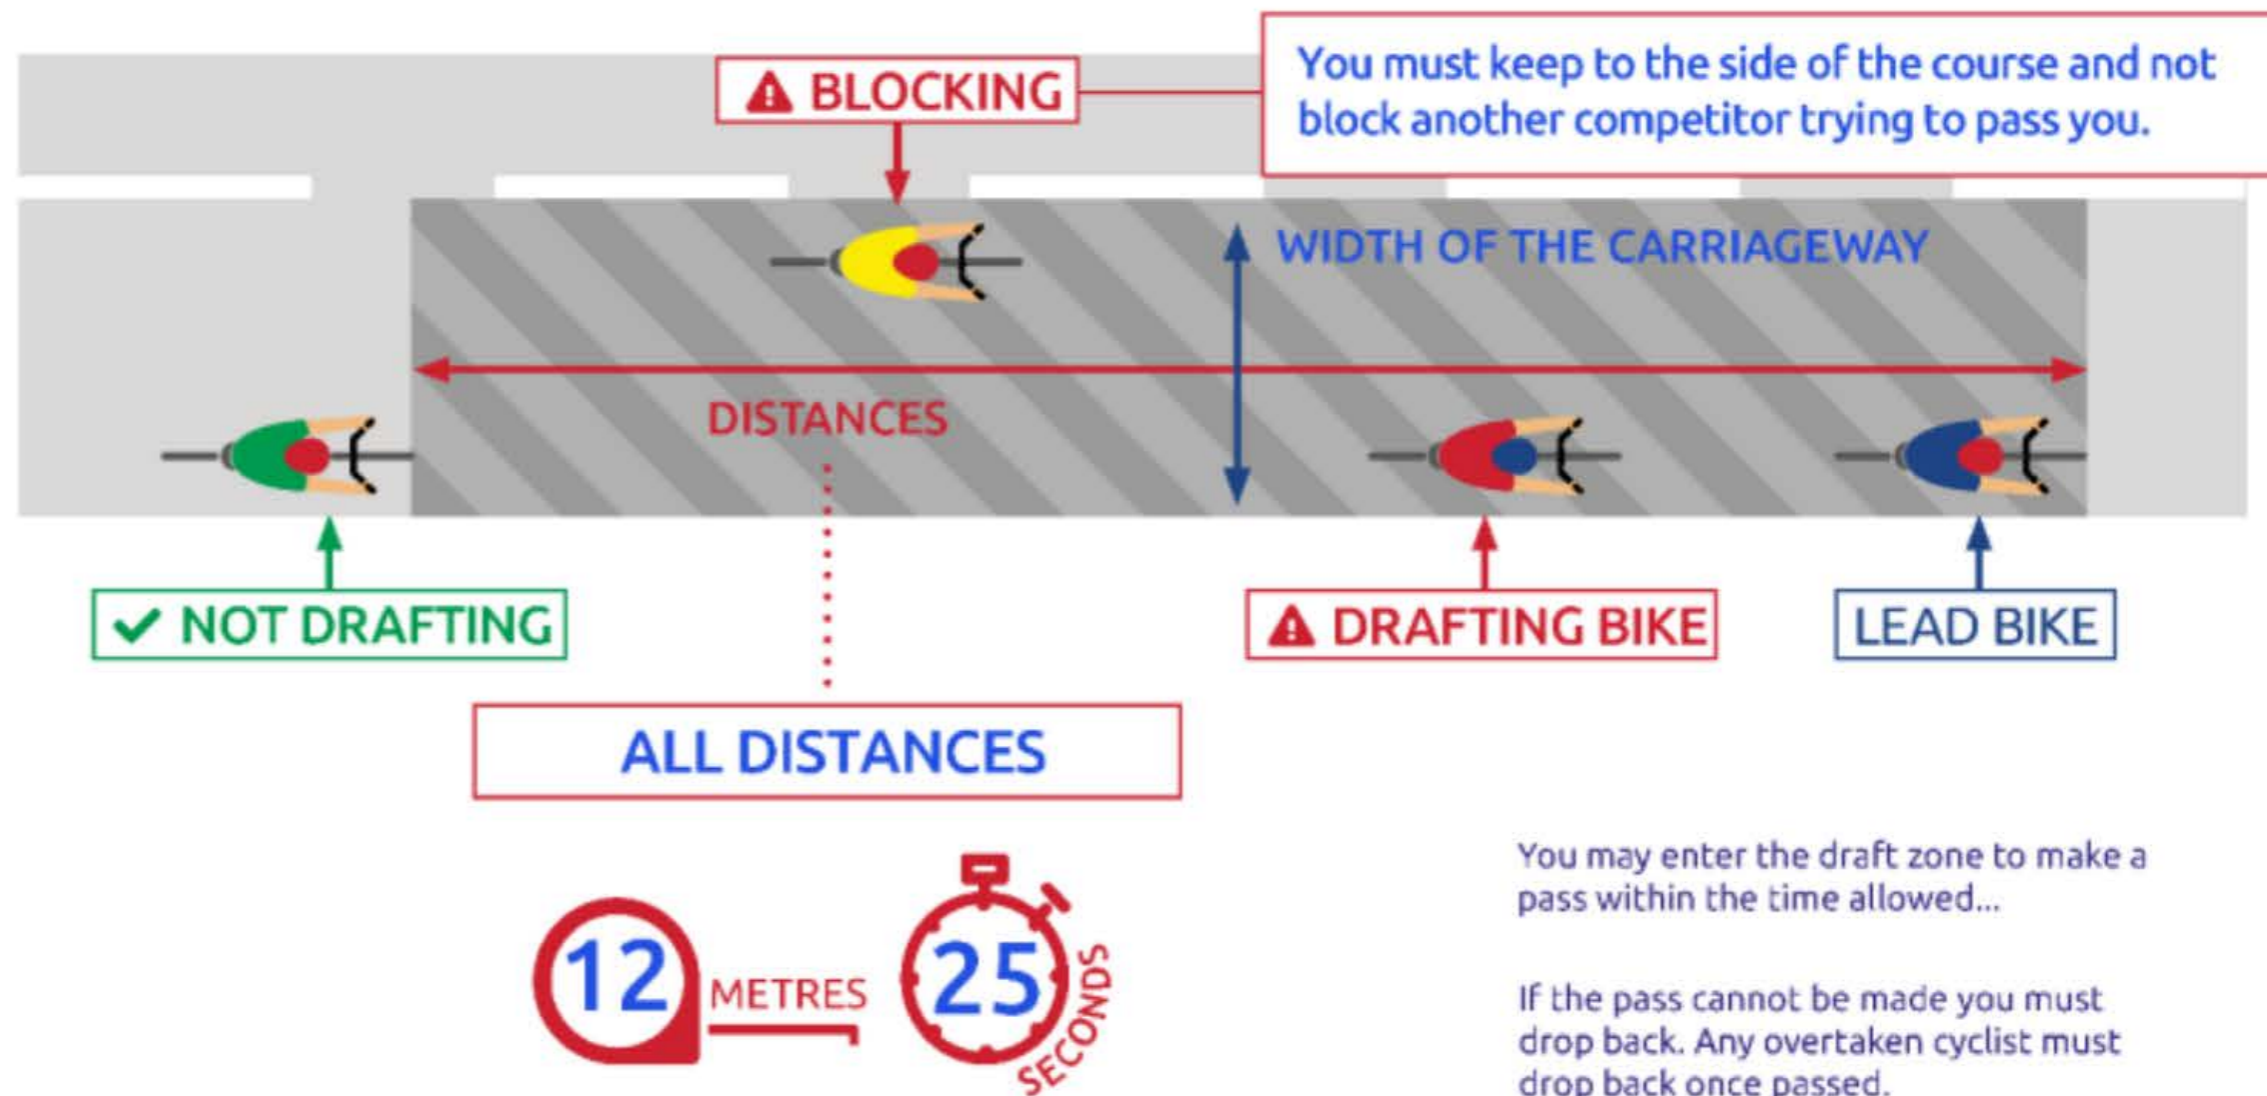 BLOCKING
You must keep to the side of the course and not
block another competitor trying to pass you.
WIDTH OF THE CARRIAGEWAY
DISTANCES
NOT DRAFTING
DRAFTING BIKE
LEAD BIKE
ALL DISTANCES
12 METRES
25 SECONDS
You may enter the draft zone to make a
pass within the time allowed...
If the pass cannot be made you must
drop back. Any overtaken cyclist must
drop back once passed.